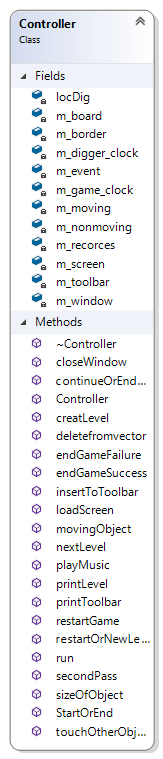 Controller
Class
Fields
locDig
m_board
m_border
m_digger_clock
m_event
m_game_clock
m_moving
m_nonmoving
m_recorces
m_screen
m_toolbar
m_window
Methods
~Controller
closeWindow
continueOrEnd...
Controller
creatLevel
deletefromvector
endGameFailure
endGameSuccess
insertToToolbar
loadScreen
movingObject
nextLevel
playMusic
printLevel
printToolbar
restartGame
restartOrNewLe...
run
secondPass
sizeOfObject
StartOrEnd
touchOtherObj...